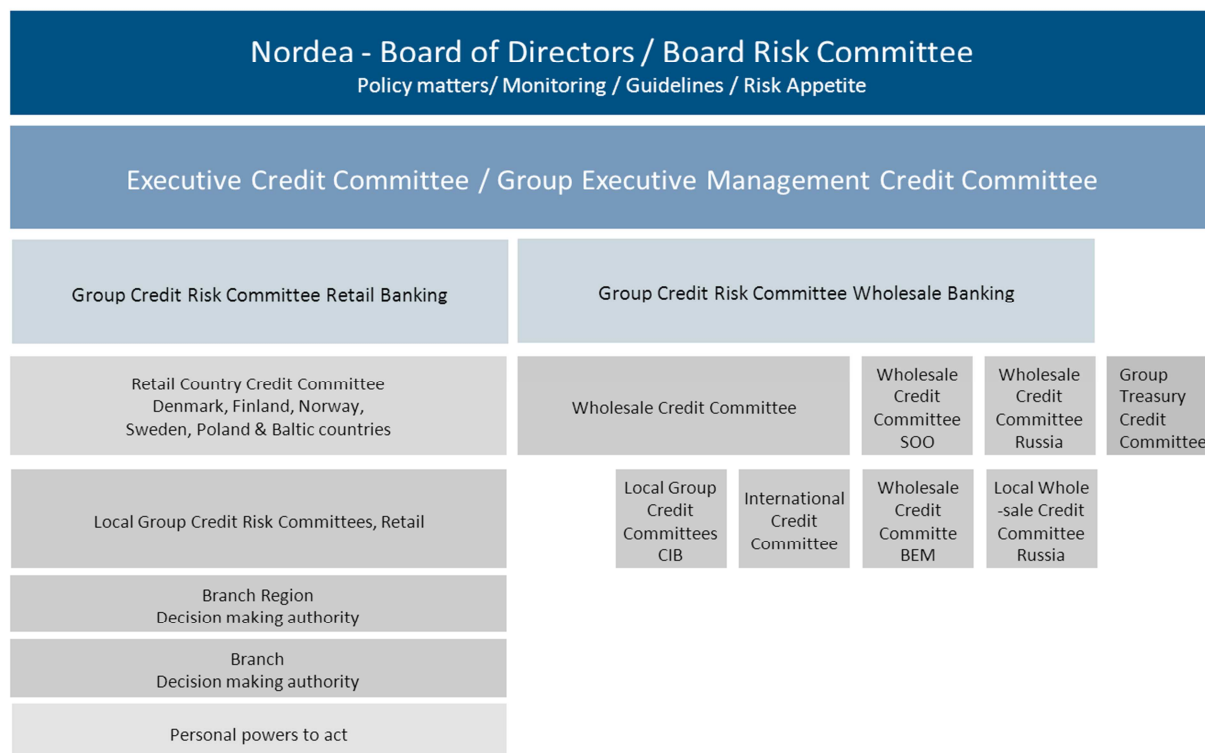 Nordea - Board of Directors / Board Risk Committee
Policy matters/ Monitoring / Guidelines / Risk Appetite
Executive Credit Committee / Group Executive Management Credit Committee
Group Credit Risk Committee Retail Banking
Group Credit Risk Committee Wholesale Banking
Retail Country Credit Committee
Denmark, Finland, Norway,
Sweden, Poland & Baltic countries
Wholesale Credit Committee
Wholesale
Credit
Committee
SOO
Wholesale
Credit
Committee
Russia
Group
Treasury
Credit
Committee
Local Group Credit Risk Committees, Retail
Local Group
Credit
Committees
CIB
International
Credit
Committee
Wholesale
Credit
Committe
BEM
Local Whole
-sale Credit
Committee
Russia
Branch Region
Decision making authority
Branch
Decision making authority
Personal powers to act